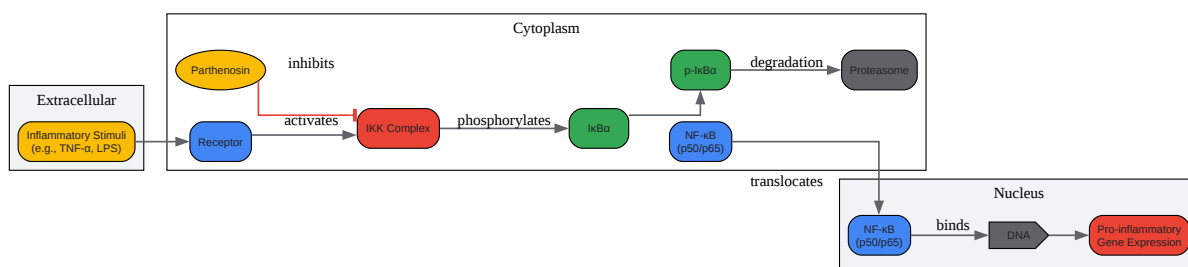 Cytoplasm
Parthenosin
inhibits
p-IκBα
degradation
Proteasome
Extracellular
Inflammatory Stimuli
(e.g., TNF-α, LPS)
Receptor
activates
IKK Complex
phosphorylates
IκBα
NF-κB
(p50/p65)
translocates
Nucleus
NF-κB
(p50/p65)
binds
DNA
Pro-inflammatory
Gene Expression